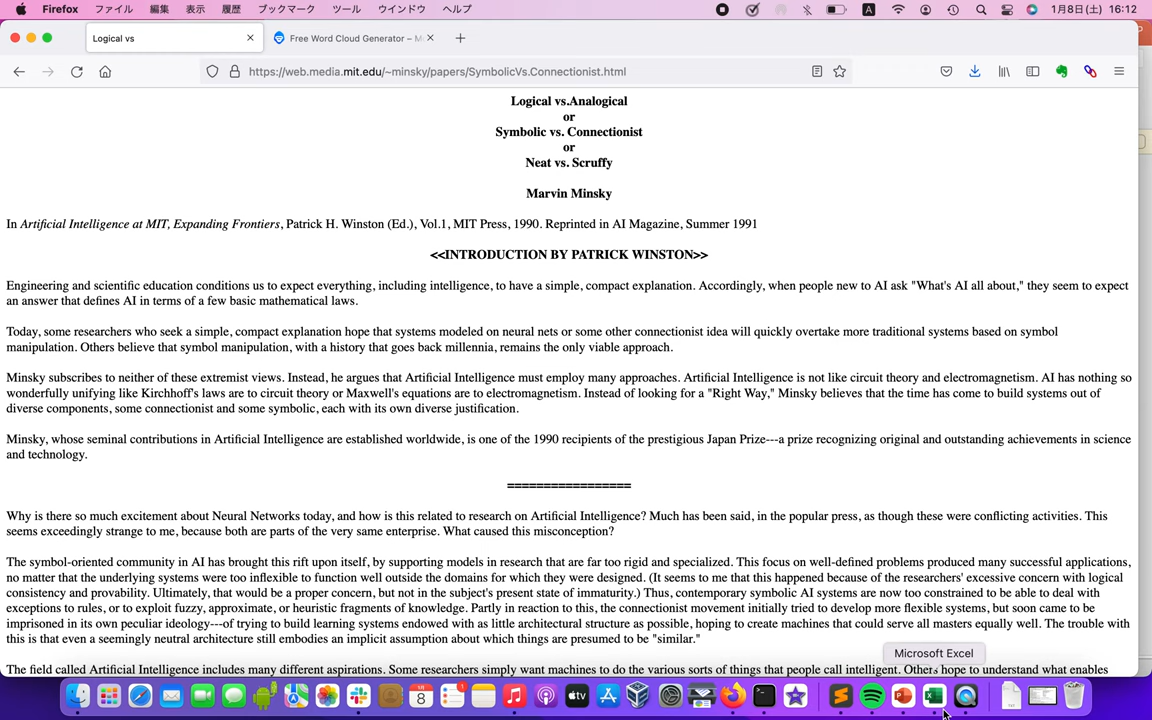 Firefox ファイル 編集 表示 履歴 ブックマーク ツール ウインドウ ヘルプ A 1月8日(土) 16:12
Logical vs
Free Word Cloud Generator –
https://web.media.mit.edu/~minsky/papers/SymbolicVs.Connectionist.html
Logical vs.Analogical
or
Symbolic vs. Connectionist
or
Neat vs. Scruffy
Marvin Minsky
In Artificial Intelligence at MIT, Expanding Frontiers, Patrick H. Winston (Ed.), Vol.1, MIT Press, 1990. Reprinted in AI Magazine, Summer 1991
<<INTRODUCTION BY PATRICK WINSTON>>
Engineering and scientific education conditions us to expect everything, including intelligence, to have a simple, compact explanation. Accordingly, when people new to AI ask "What's AI all about," they seem to expect
an answer that defines AI in terms of a few basic mathematical laws.
Today, some researchers who seek a simple, compact explanation hope that systems modeled on neural nets or some other connectionist idea will quickly overtake more traditional systems based on symbol
manipulation. Others believe that symbol manipulation, with a history that goes back millennia, remains the only viable approach.
Minsky subscribes to neither of these extremist views. Instead, he argues that Artificial Intelligence must employ many approaches. Artificial Intelligence is not like circuit theory and electromagnetism. AI has nothing so
wonderfully unifying like Kirchhoff's laws are to circuit theory or Maxwell's equations are to electromagnetism. Instead of looking for a "Right Way," Minsky believes that the time has come to build systems out of
diverse components, some connectionist and some symbolic, each with its own diverse justification.
Minsky, whose seminal contributions in Artificial Intelligence are established worldwide, is one of the 1990 recipients of the prestigious Japan Prize---a prize recognizing original and outstanding achievements in science
and technology.
=================
Why is there so much excitement about Neural Networks today, and how is this related to research on Artificial Intelligence? Much has been said, in the popular press, as though these were conflicting activities. This
seems exceedingly strange to me, because both are parts of the very same enterprise. What caused this misconception?
The symbol-oriented community in AI has brought this rift upon itself, by supporting models in research that are far too rigid and specialized. This focus on well-defined problems produced many successful applications,
no matter that the underlying systems were too inflexible to function well outside the domains for which they were designed. (It seems to me that this happened because of the researchers' excessive concern with logical
consistency and provability. Ultimately, that would be a proper concern, but not in the subject's present state of immaturity.) Thus, contemporary symbolic AI systems are now too constrained to be able to deal with
exceptions to rules, or to exploit fuzzy, approximate, or heuristic fragments of knowledge. Partly in reaction to this, the connectionist movement initially tried to develop more flexible systems, but soon came to be
imprisoned in its own peculiar ideology---of trying to build learning systems endowed with as little architectural structure as possible, hoping to create machines that could serve all masters equally well. The trouble with
this is that even a seemingly neutral architecture still embodies an implicit assumption about which things are presumed to be "similar."
Microsoft Excel
The field called Artificial Intelligence includes many different aspirations. Some researchers simply want machines to do the various sorts of things that people call intelligent. Others hope to understand what enables